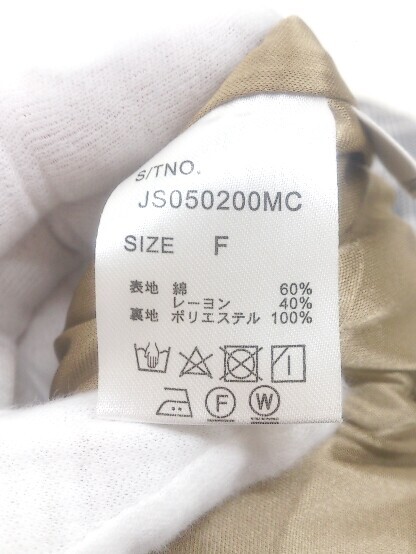 S/TNO.
JS050200MC
SIZE F
表地 綿 60%
レーヨン 40%
裏地 ポリエステル 100%
F W